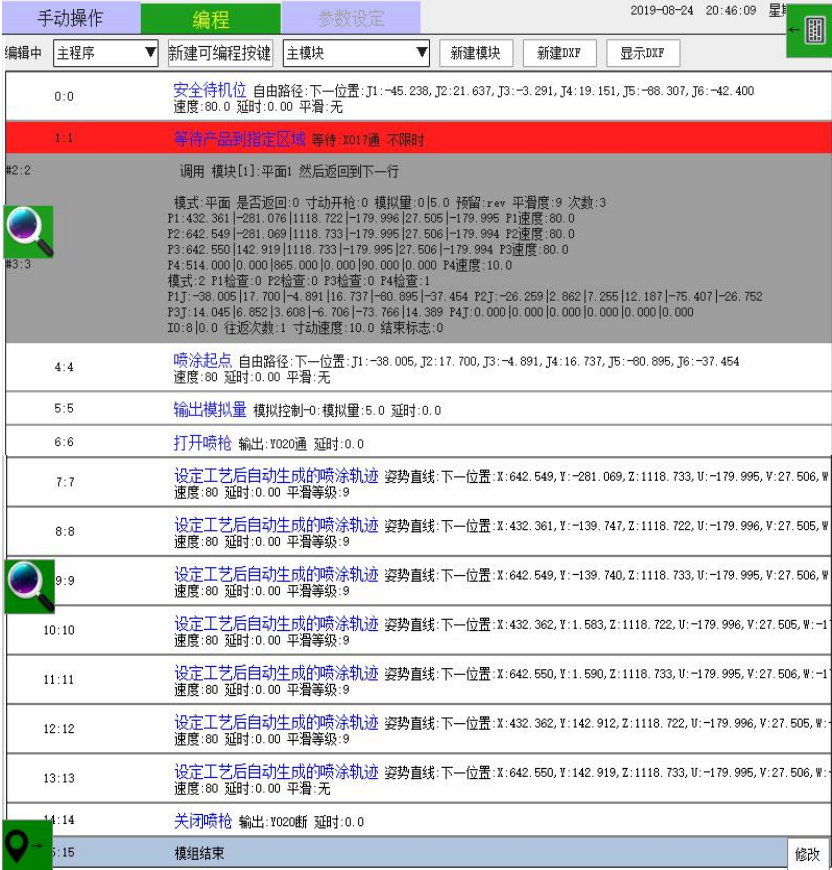 手动操作 编程 参数设定 2019-08-24 20:46:09
编辑中 主程序 新建可编程按键 主模块 新建模块 新建DXF 显示DXF
0:0 安全待机位 自由路径:下一位置:J1:-45.238,J2:21.637,J3:-3.291,J4:19.151,J5:-88.307,J6:-42.400
速度:80.0 延时:0.00 平滑:无
1:1 等待产品到指定区域 等待:X017通 不限时
#2:2 调用 模块[1]:平面1 然后返回到下一行
模式:平面 是否返回:0 寸动开枪:0 模拟量:0|5.0 预留:rev 平滑度:9 次数:3
P1:432.361|-281.076|1118.722|-179.996|27.505|-179.995 P1速度:80.0
P2:642.549|-281.069|1118.733|-179.995|27.506|-179.994 P2速度:80.0
P3:642.550|142.919|1118.733|-179.995|27.506|-179.994 P3速度:80.0
#3:3 P4:514.000|0.000|865.000|0.000|90.000|0.000 P4速度:10.0
模式:2 P1检查:0 P2检查:0 P3检查:0 P4检查:1
P1J:-38.005|17.700|-4.891|16.737|-80.895|-37.454 P2J:-26.259|2.862|7.255|12.187|-75.407|-26.752
P3J:14.045|6.852|3.608|-6.706|-73.766|14.389 P4J:0.000|0.000|0.000|0.000|0.000|0.000
IO:8|0.0 往返次数:1 寸动速度:10.0 结束标志:0
4:4 喷涂起点 自由路径:下一位置:J1:-38.005,J2:17.700,J3:-4.891,J4:16.737,J5:-80.895,J6:-37.454
速度:80 延时:0.00 平滑:无
5:5 输出模拟量 模拟控制-0:模拟量:5.0 延时:0.0
6:6 打开喷枪 输出:Y020通 延时:0.0
7:7 设定工艺后自动生成的喷涂轨迹 姿势直线:下一位置:X:642.549,Y:-281.069,Z:1118.733,U:-179.995,V:27.506,W
速度:80 延时:0.00 平滑等级:9
8:8 设定工艺后自动生成的喷涂轨迹 姿势直线:下一位置:X:432.361,Y:-139.747,Z:1118.722,U:-179.996,V:27.505,W
速度:80 延时:0.00 平滑等级:9
9:9 设定工艺后自动生成的喷涂轨迹 姿势直线:下一位置:X:642.549,Y:-139.740,Z:1118.733,U:-179.995,V:27.506,W
速度:80 延时:0.00 平滑等级:9
10:10 设定工艺后自动生成的喷涂轨迹 姿势直线:下一位置:X:432.362,Y:1.583,Z:1118.722,U:-179.996,V:27.505,W:-1
速度:80 延时:0.00 平滑等级:9
11:11 设定工艺后自动生成的喷涂轨迹 姿势直线:下一位置:X:642.550,Y:1.590,Z:1118.733,U:-179.995,V:27.506,W:-1
速度:80 延时:0.00 平滑等级:9
12:12 设定工艺后自动生成的喷涂轨迹 姿势直线:下一位置:X:432.362,Y:142.912,Z:1118.722,U:-179.996,V:27.505,W:-
速度:80 延时:0.00 平滑等级:9
13:13 设定工艺后自动生成的喷涂轨迹 姿势直线:下一位置:X:642.550,Y:142.919,Z:1118.733,U:-179.995,V:27.506,W:-
速度:80 延时:0.00 平滑:无
14:14 关闭喷枪 输出:Y020断 延时:0.0
:15 模组结束 修改